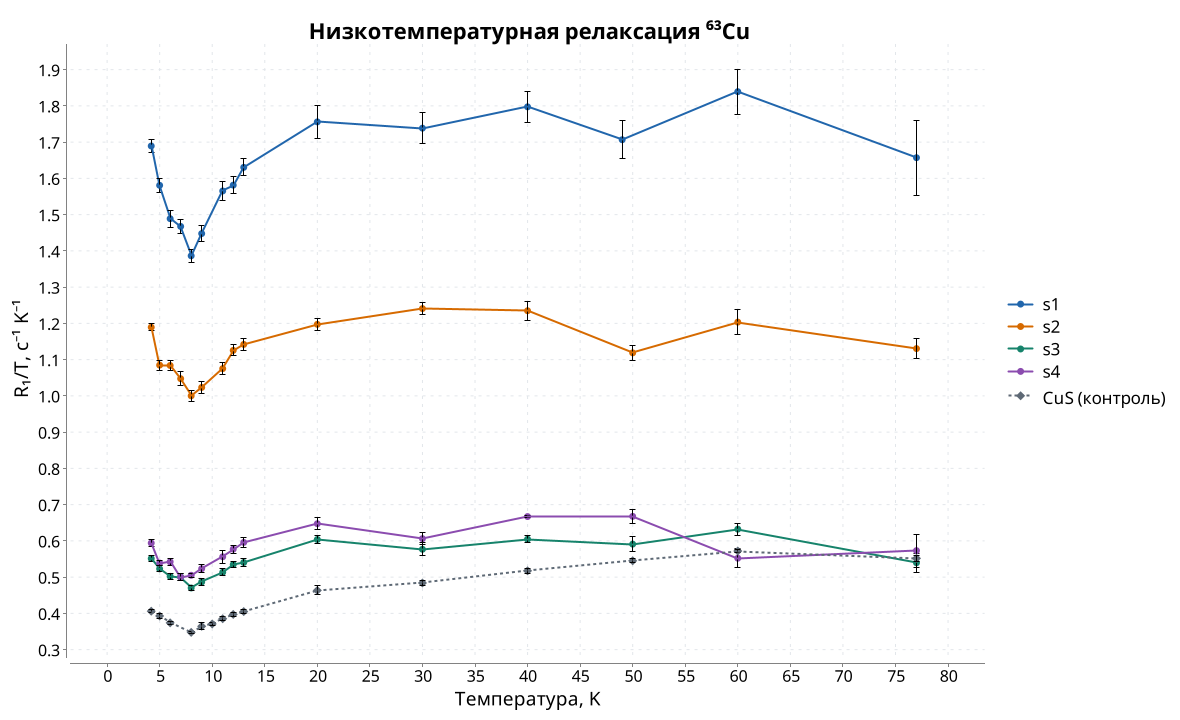 Низкотемпературная релаксация ⁶³Cu
R₁/T, с⁻¹ K⁻¹
1.9
1.8
1.7
1.6
1.5
1.4
1.3
1.2
1.1
1.0
0.9
0.8
0.7
0.6
0.5
0.4
0.3
0 5 10 15 20 25 30 35 40 45 50 55 60 65 70 75 80
Температура, K
s1
s2
s3
s4
CuS (контроль)